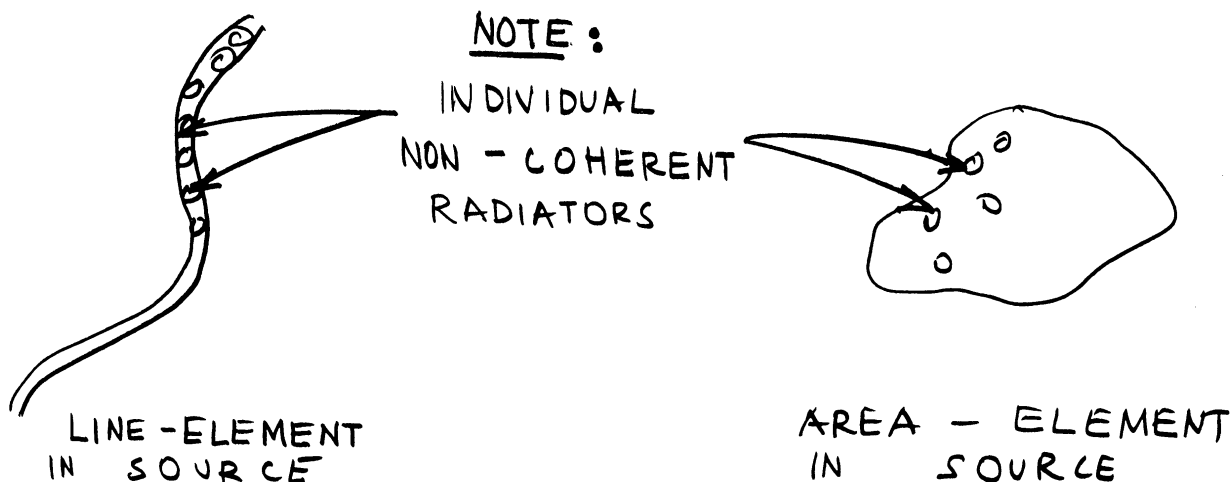 NOTE:
INDIVIDUAL
NON - COHERENT
RADIATORS
LINE-ELEMENT
IN SOURCE
AREA - ELEMENT
IN SOURCE